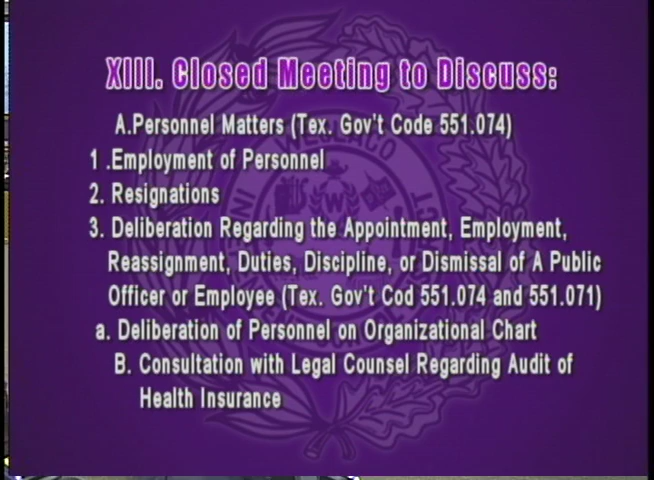 XIII. Closed Meeting to Discuss:
A.Personnel Matters (Tex. Gov't Code 551.074)
1 .Employment of Personnel
2. Resignations
3. Deliberation Regarding the Appointment, Employment,
Reassignment, Duties, Discipline, or Dismissal of A Public
Officer or Employee (Tex. Gov't Cod 551.074 and 551.071)
a. Deliberation of Personnel on Organizational Chart
B. Consultation with Legal Counsel Regarding Audit of
Health Insurance
WESLACO
W